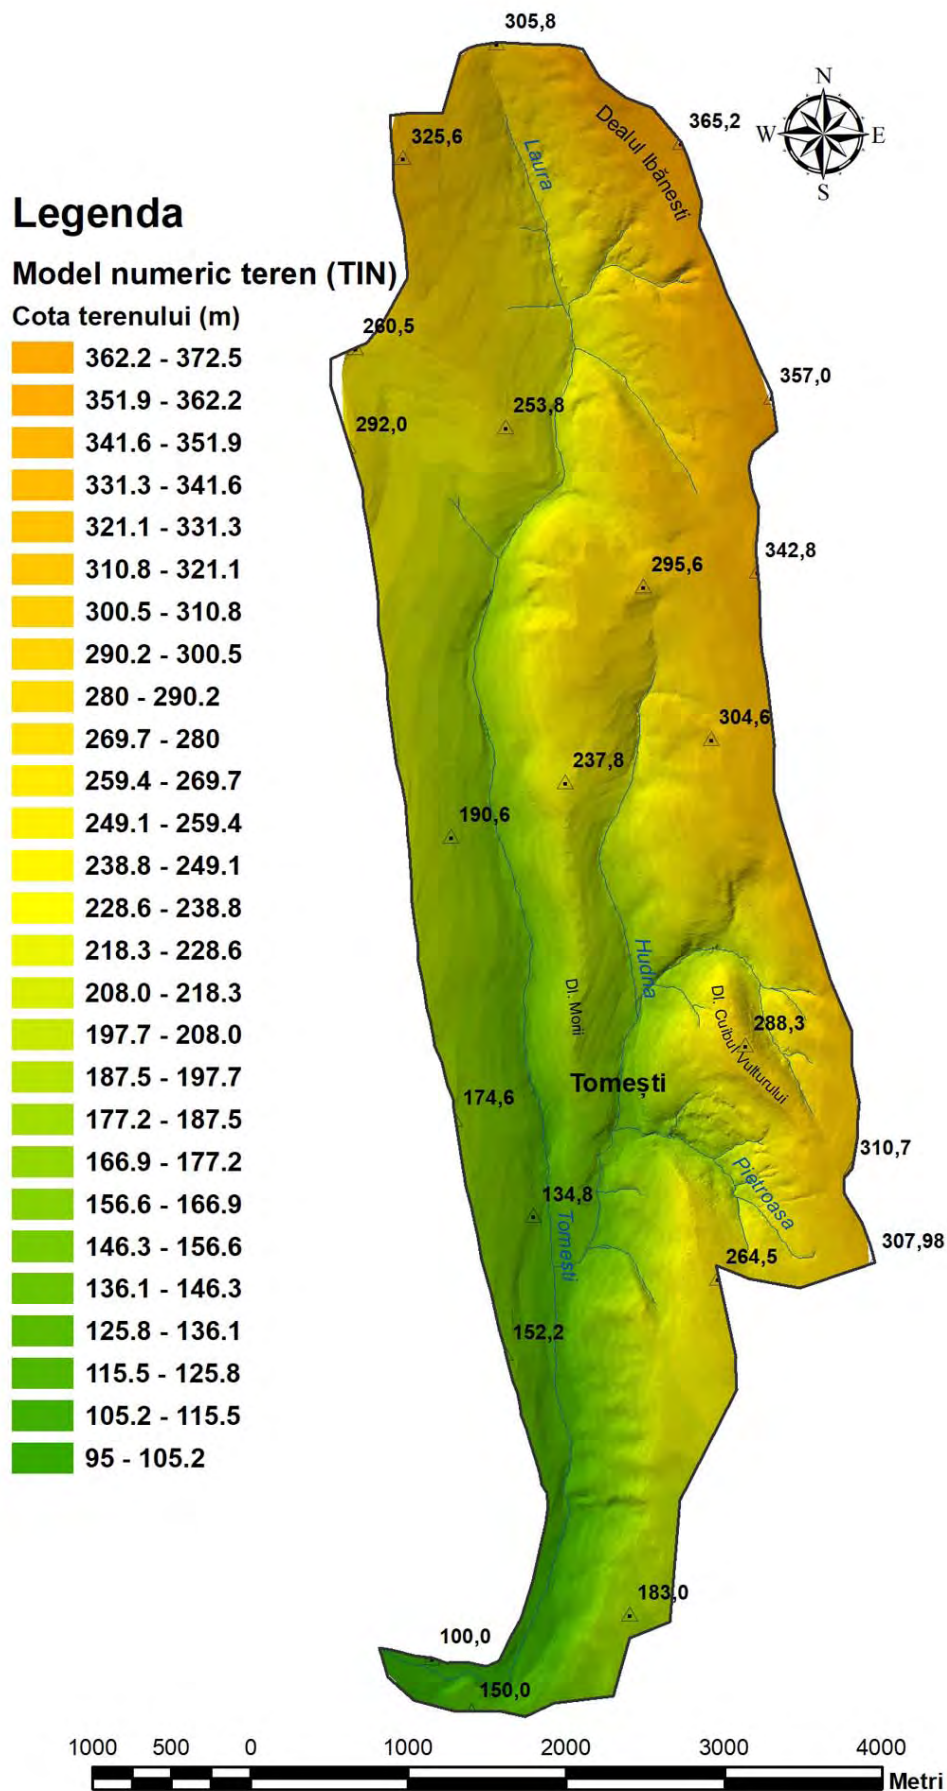 305,8
N
W
E
S
365,2
325,6
Laura
Dealul Ibănești
Legenda
Model numeric teren (TIN)
Cota terenului (m)
260,5
362.2 - 372.5
351.9 - 362.2
357,0
292,0
253,8
341.6 - 351.9
331.3 - 341.6
321.1 - 331.3
342,8
310.8 - 321.1
295,6
300.5 - 310.8
290.2 - 300.5
280 - 290.2
304,6
269.7 - 280
237,8
259.4 - 269.7
190,6
249.1 - 259.4
238.8 - 249.1
228.6 - 238.8
218.3 - 228.6
Hudna
208.0 - 218.3
Dl. Morii
Dl. Cuibul Vulturului
288,3
197.7 - 208.0
187.5 - 197.7
Tomești
174,6
177.2 - 187.5
310,7
166.9 - 177.2
Pietroasa
156.6 - 166.9
134,8
Tomești
307,98
146.3 - 156.6
264,5
136.1 - 146.3
125.8 - 136.1
152,2
115.5 - 125.8
105.2 - 115.5
95 - 105.2
183,0
100,0
150,0
1000 500 0 1000 2000 3000 4000
Metri